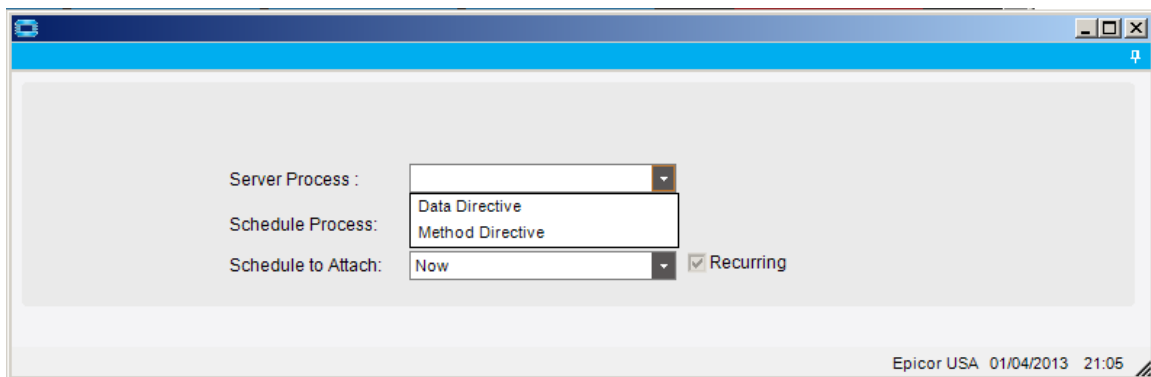 Server Process :
Data Directive
Schedule Process:
Method Directive
Schedule to Attach: Now Recurring
Epicor USA 01/04/2013 21:05